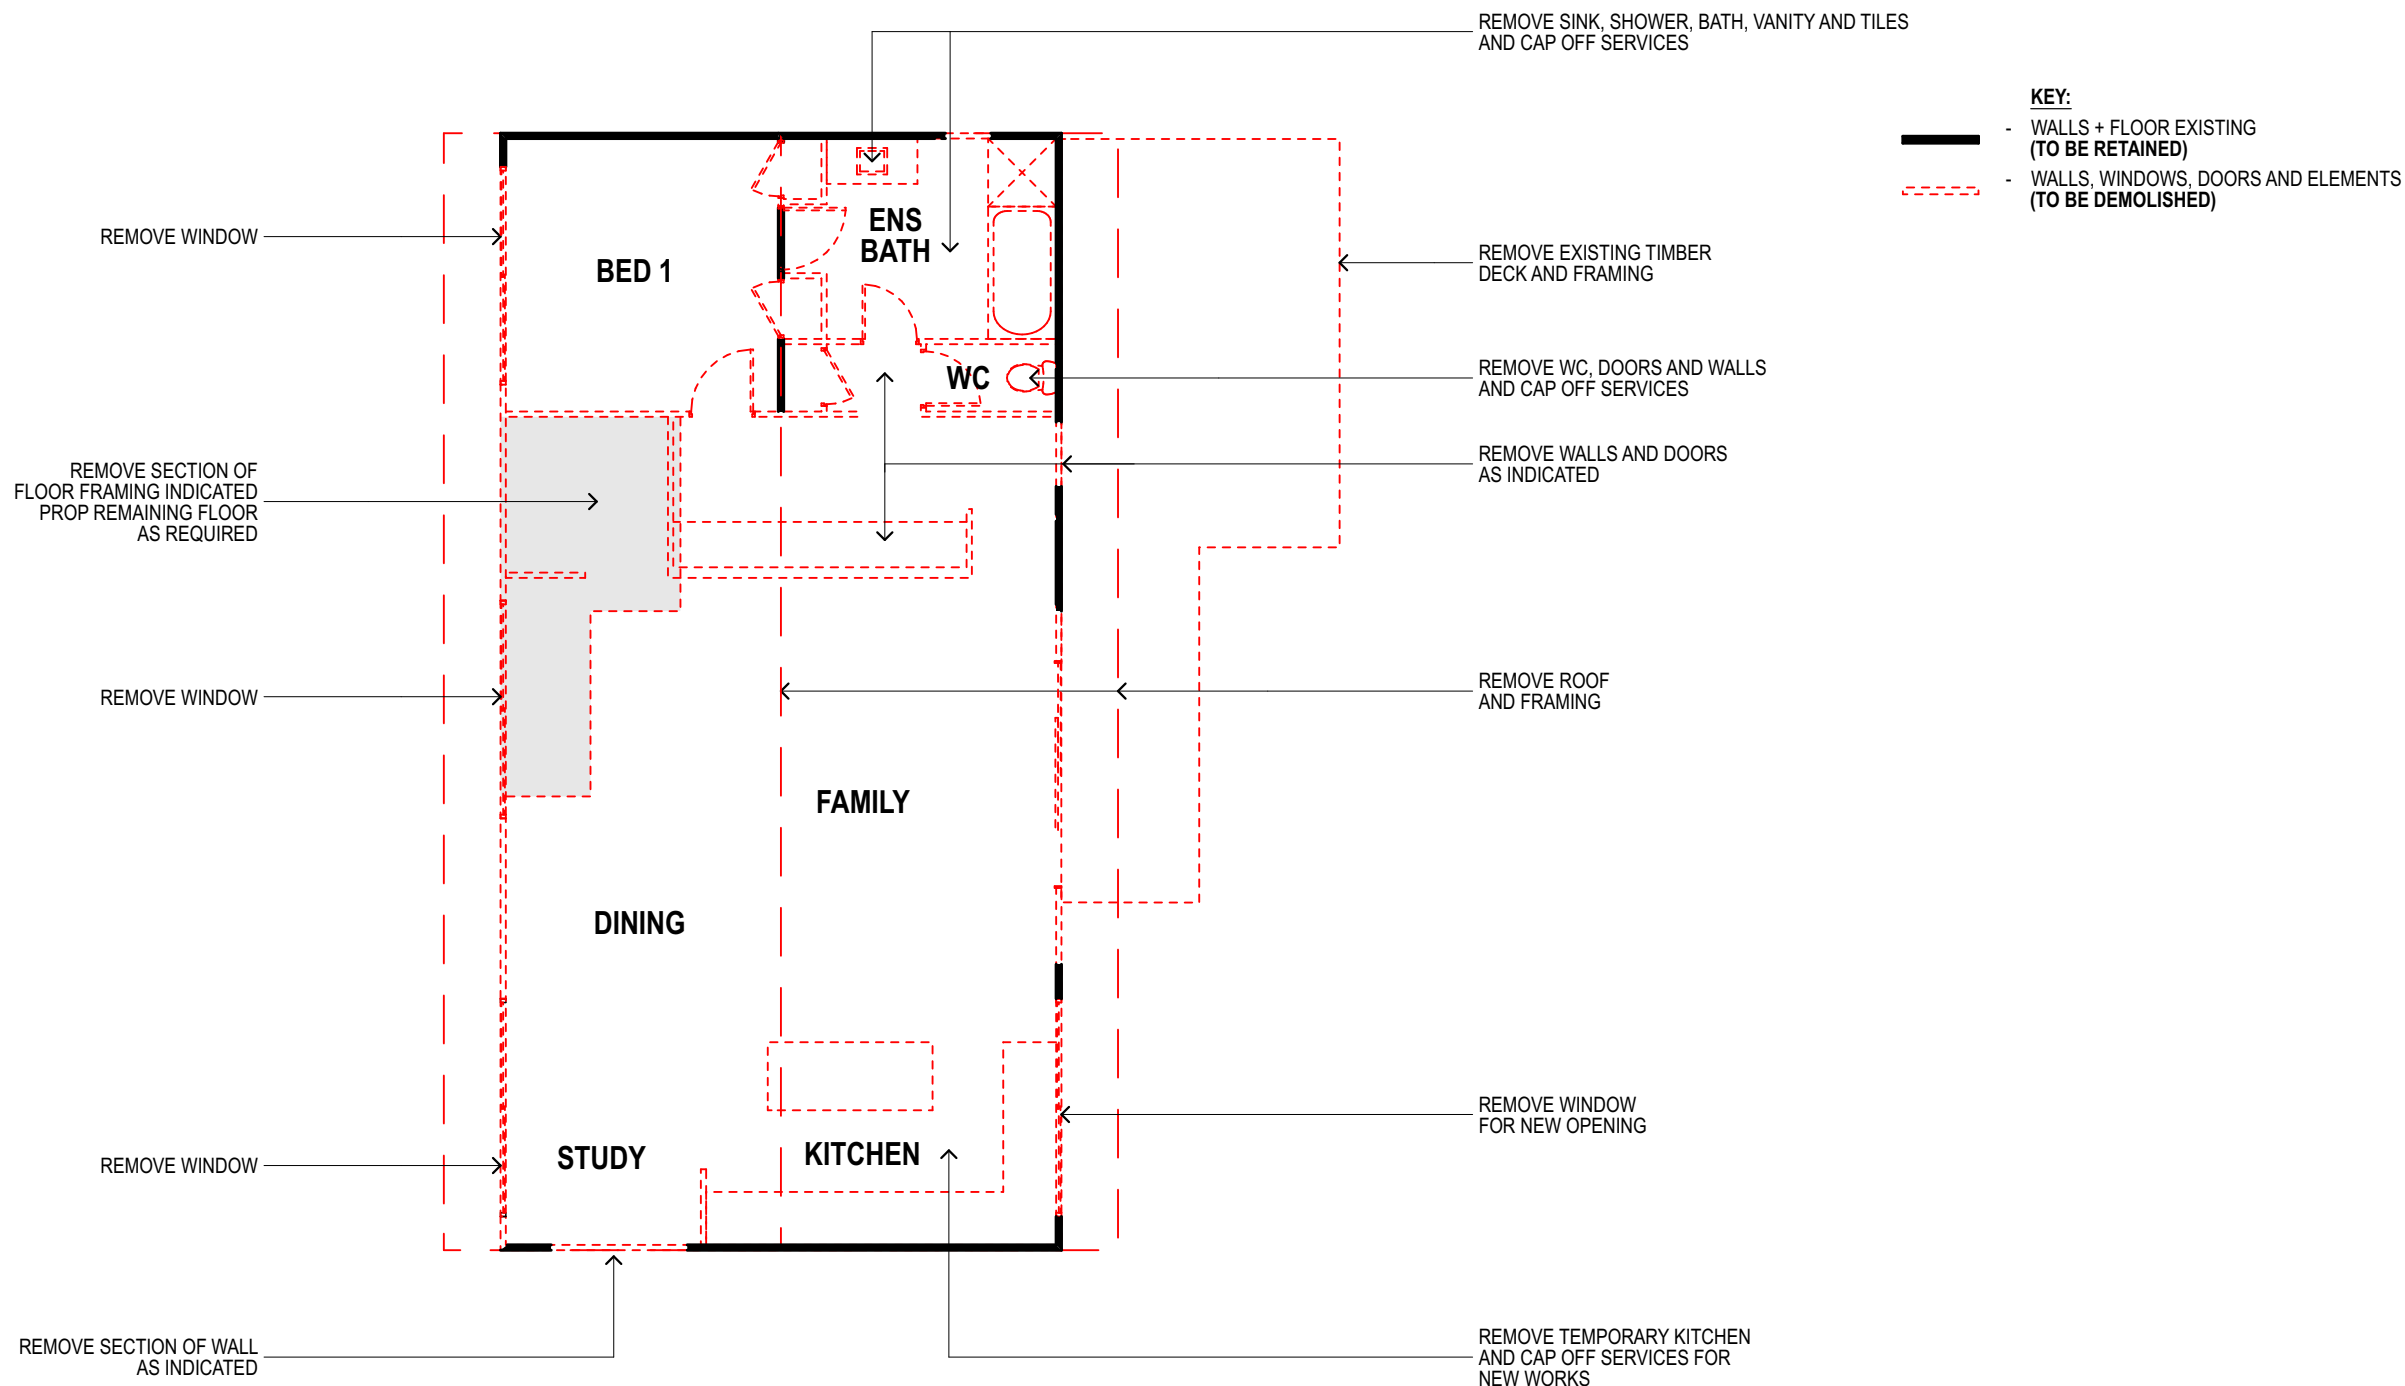 REMOVE SINK, SHOWER, BATH, VANITY AND TILES
AND CAP OFF SERVICES
KEY:
- WALLS + FLOOR EXISTING
(TO BE RETAINED)
- WALLS, WINDOWS, DOORS AND ELEMENTS
(TO BE DEMOLISHED)
REMOVE WINDOW
ENS
BATH
BED 1
REMOVE EXISTING TIMBER
DECK AND FRAMING
WC
REMOVE WC, DOORS AND WALLS
AND CAP OFF SERVICES
REMOVE SECTION OF
FLOOR FRAMING INDICATED
PROP REMAINING FLOOR
AS REQUIRED
REMOVE WALLS AND DOORS
AS INDICATED
REMOVE WINDOW
REMOVE ROOF
AND FRAMING
FAMILY
DINING
REMOVE WINDOW
FOR NEW OPENING
REMOVE WINDOW
STUDY
KITCHEN
REMOVE SECTION OF WALL
AS INDICATED
REMOVE TEMPORARY KITCHEN
AND CAP OFF SERVICES FOR
NEW WORKS